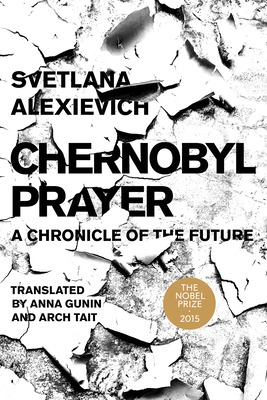 SVETLANA
ALEXIEVICH
CHERNOBYL
PRAYER
A CHRONICLE OF THE FUTURE
TRANSLATED
BY ANNA GUNIN
AND ARCH TAIT
THE
NOBEL
PRIZE
2015